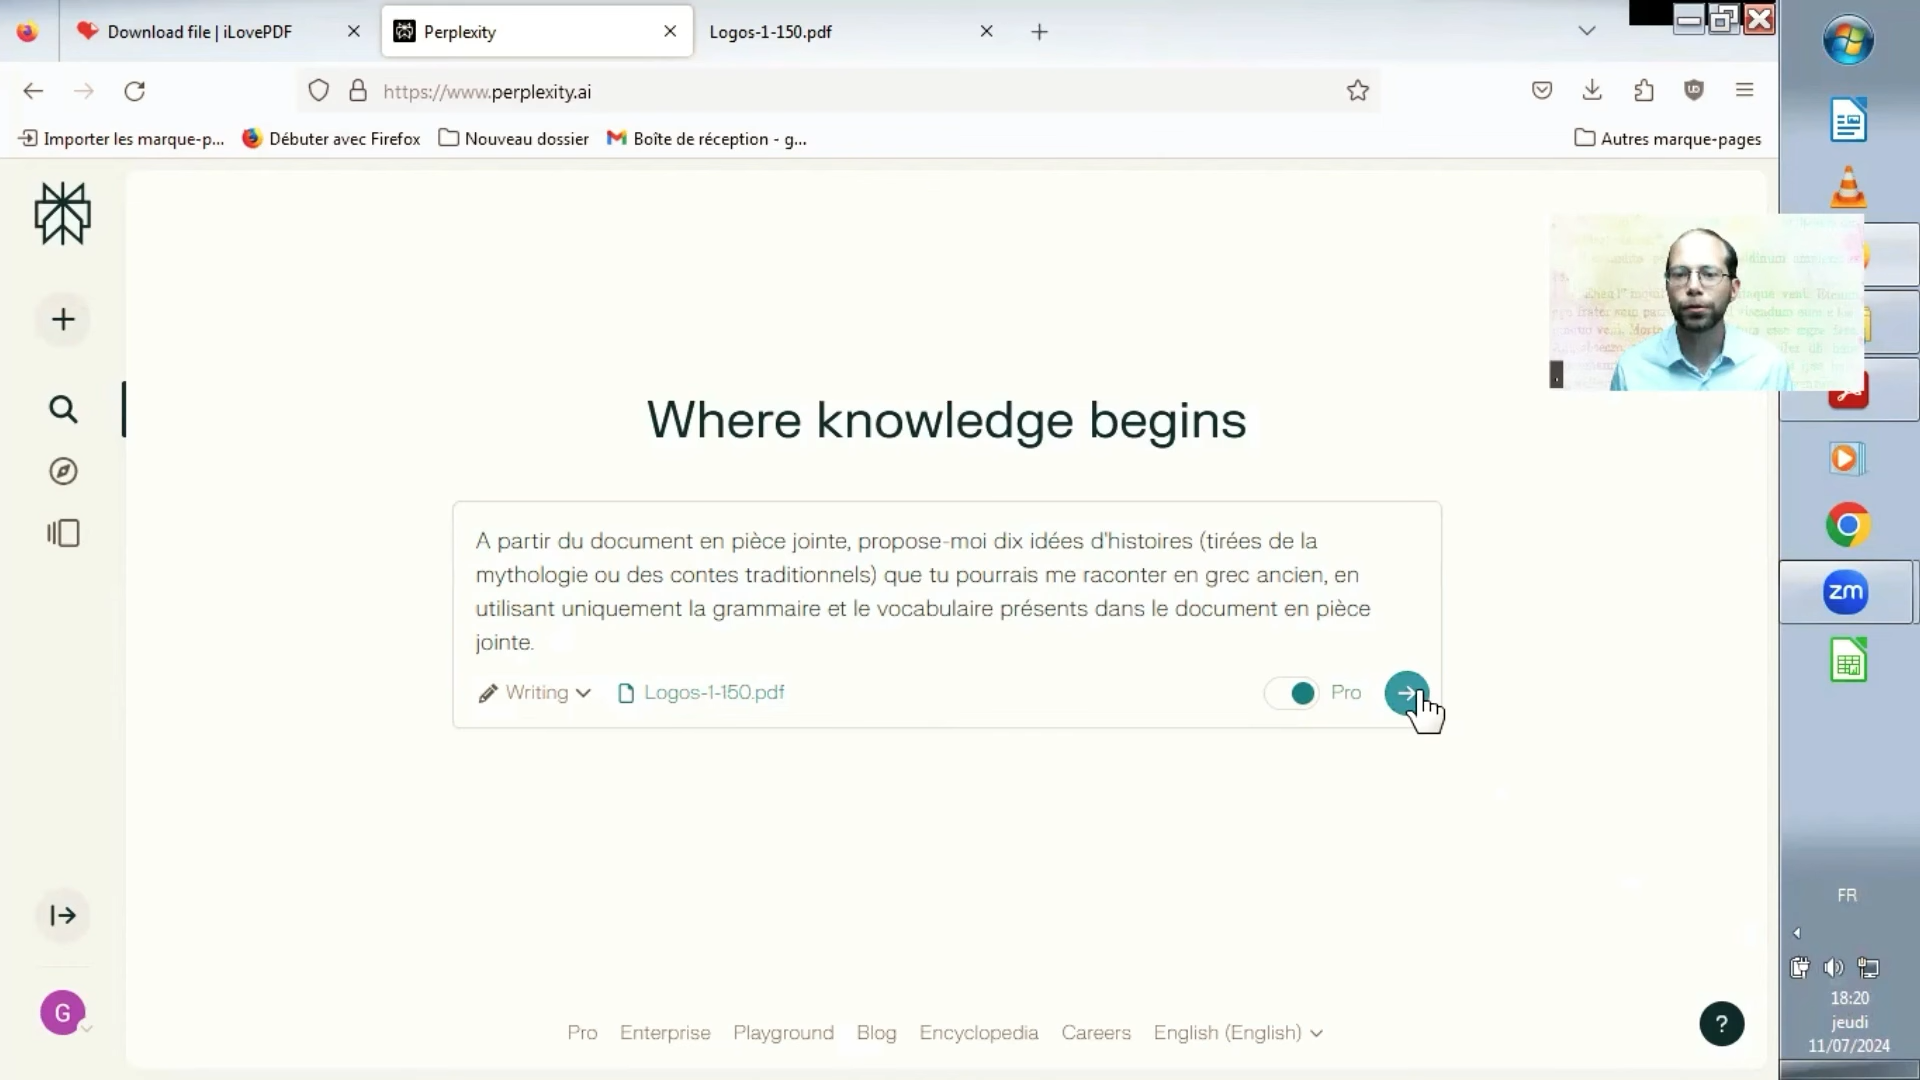 Download file | iLovePDF
Perplexity
Logos-1-150.pdf
https://www.perplexity.ai
Importer les marque-p...
Débuter avec Firefox
Nouveau dossier
Boîte de réception - g...
Autres marque-pages
Where knowledge begins
A partir du document en pièce jointe, propose-moi dix idées d'histoires (tirées de la
mythologie ou des contes traditionnels) que tu pourrais me raconter en grec ancien, en
utilisant uniquement la grammaire et le vocabulaire présents dans le document en pièce
jointe.
Writing
Logos-1-150.pdf
Pro
zm
FR
G
18:20
jeudi
11/07/2024
?
Pro
Enterprise
Playground
Blog
Encyclopedia
Careers
English (English)